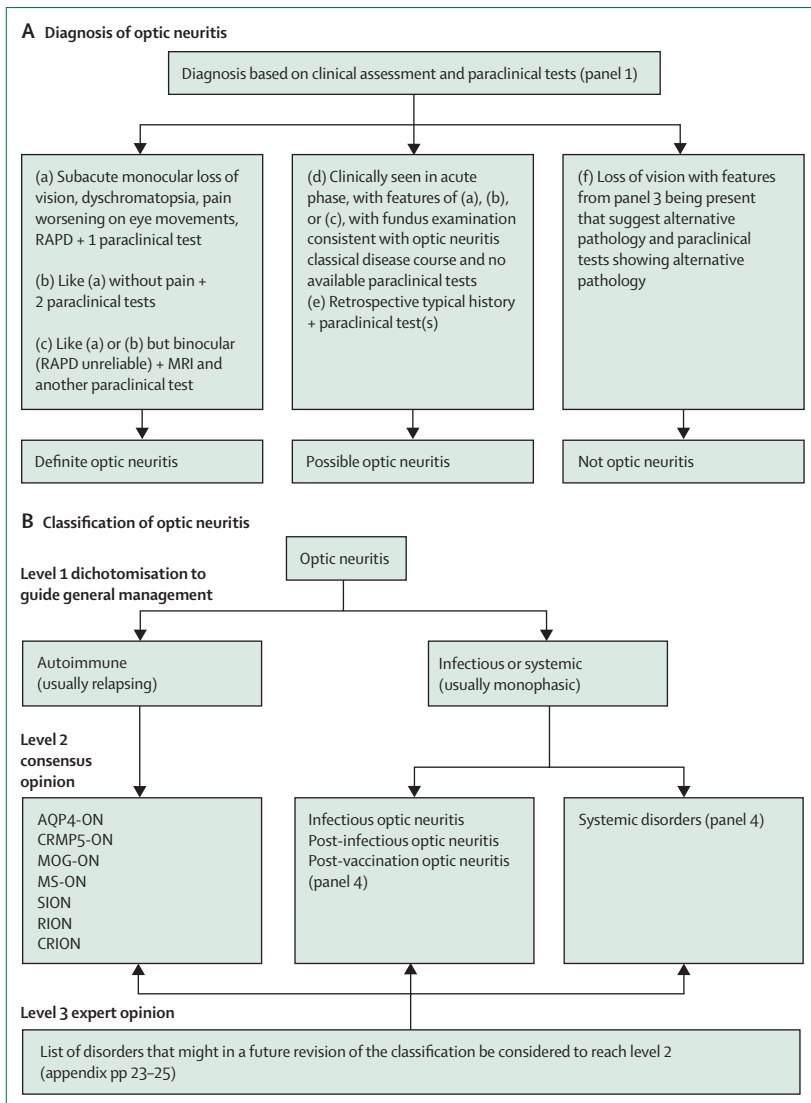 A Diagnosis of optic neuritis
Diagnosis based on clinical assessment and paraclinical tests (panel 1)
(a) Subacute monocular loss of
vision, dyschromatopsia, pain
worsening on eye movements,
RAPD + 1 paraclinical test
(b) Like (a) without pain +
2 paraclinical tests
(c) Like (a) or (b) but binocular
(RAPD unreliable) + MRI and
another paraclinical test
(d) Clinically seen in acute
phase, with features of (a), (b),
or (c), with fundus examination
consistent with optic neuritis
classical disease course and no
available paraclinical tests
(e) Retrospective typical history
+ paraclinical test(s)
(f) Loss of vision with features
from panel 3 being present
that suggest alternative
pathology and paraclinical
tests showing alternative
pathology
Definite optic neuritis
Possible optic neuritis
Not optic neuritis
B Classification of optic neuritis
Optic neuritis
Level 1 dichotomisation to
guide general management
Autoimmune
(usually relapsing)
Infectious or systemic
(usually monophasic)
Level 2
consensus
opinion
AQP4-ON
CRMP5-ON
MOG-ON
MS-ON
SION
RION
CRION
Infectious optic neuritis
Post-infectious optic neuritis
Post-vaccination optic neuritis
(panel 4)
Systemic disorders (panel 4)
Level 3 expert opinion
List of disorders that might in a future revision of the classification be considered to reach level 2
(appendix pp 23–25)